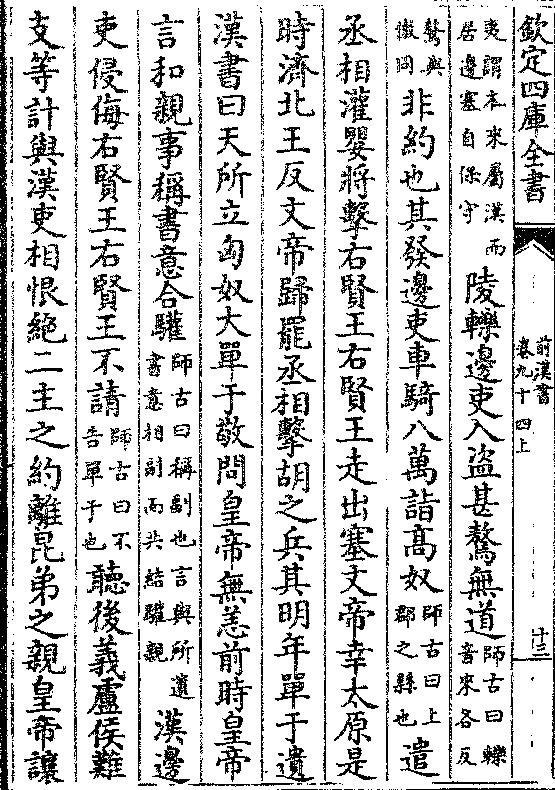 欽定四庫全書
前漢書
卷九十四上
十三
夷謂本來屬漢而居邊塞自保守陵轢邊吏入盗甚驁無道師古曰轢音來各反
驁與傲同非約也其發邊吏車騎八萬詣髙奴師古曰上郡之縣也遣
丞相灌嬰將擊右賢王右賢王走出塞文帝幸太原是
時濟北王反文帝歸罷丞相擊胡之兵其明年單于遺
漢書曰天所立匈奴大單于敬問皇帝無恙前時皇帝
言和親事稱書意合驩師古曰稱副也言與所遺書意相副而共結驩親漢邊
吏侵侮右賢王右賢王不請師古曰不告單于也聽後義盧侯難
支等計與漢吏相恨絶二主之約離昆弟之親皇帝讓